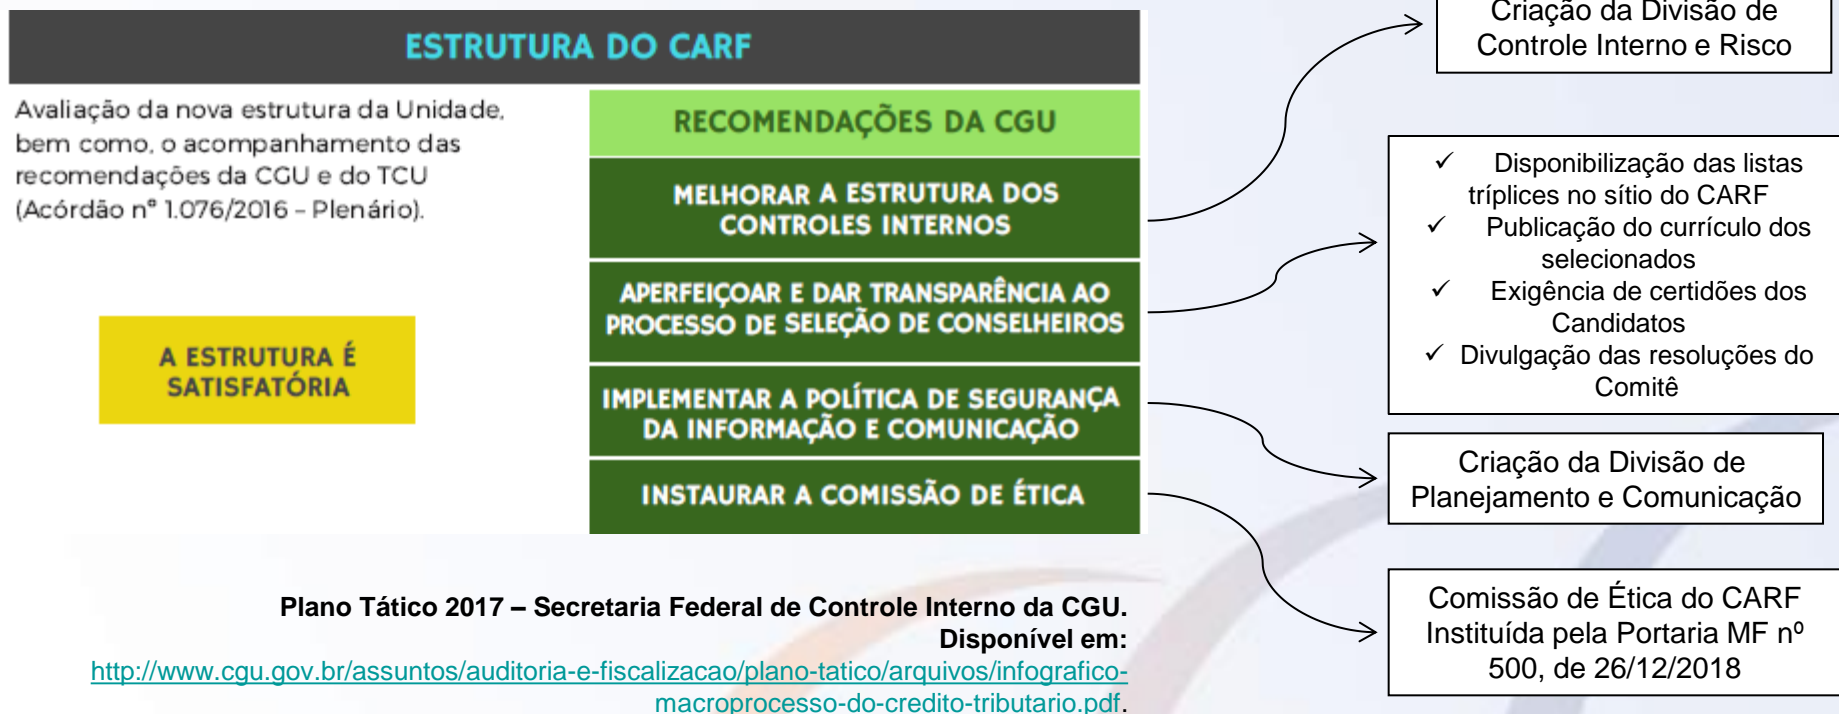 ESTRUTURA DO CARF
Avaliação da nova estrutura da Unidade,
bem como, o acompanhamento das
recomendações da CGU e do TCU
(Acórdão nº 1.076/2016 – Plenário).
A ESTRUTURA É
SATISFATÓRIA
RECOMENDAÇÕES DA CGU
MELHORAR A ESTRUTURA DOS
CONTROLES INTERNOS
APERFEIÇOAR E DAR TRANSPARÊNCIA AO
PROCESSO DE SELEÇÃO DE CONSELHEIROS
IMPLEMENTAR A POLÍTICA DE SEGURANÇA
DA INFORMAÇÃO E COMUNICAÇÃO
INSTAURAR A COMISSÃO DE ÉTICA
Criação da Divisão de
Controle Interno e Risco
✓ Disponibilização das listas
tríplices no sítio do CARF
✓ Publicação do currículo dos
selecionados
✓ Exigência de certidões dos
Candidatos
✓ Divulgação das resoluções do
Comitê
Criação da Divisão de
Planejamento e Comunicação
Comissão de Ética do CARF
Instituída pela Portaria MF nº
500, de 26/12/2018
Plano Tático 2017 – Secretaria Federal de Controle Interno da CGU.
Disponível em:
http://www.cgu.gov.br/assuntos/auditoria-e-fiscalizacao/plano-tatico/arquivos/infografico-
macroprocesso-do-credito-tributario.pdf.